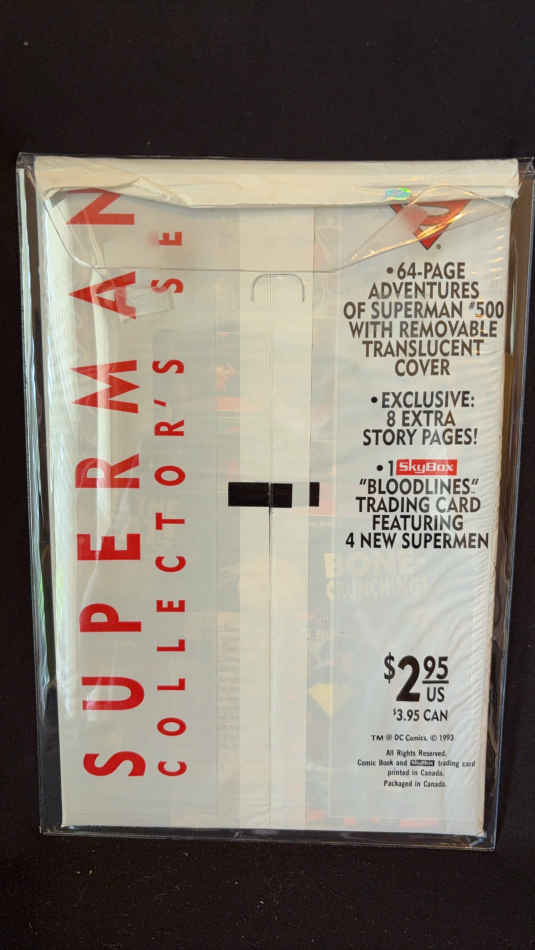 SUPERMAN
COLLECTOR'S SE
•64-PAGE
ADVENTURES
OF SUPERMAN #500
WITH REMOVABLE
TRANSLUCENT
COVER
•EXCLUSIVE:
8 EXTRA
STORY PAGES!
•1 SkyBox
"BLOODLINES"
TRADING CARD
FEATURING
4 NEW SUPERMEN
BONE
$2.95 US
$3.95 CAN
TM ® DC Comics. © 1993
All Rights Reserved.
Comic Book and SkyBox trading card
printed in Canada.
Packaged in Canada.